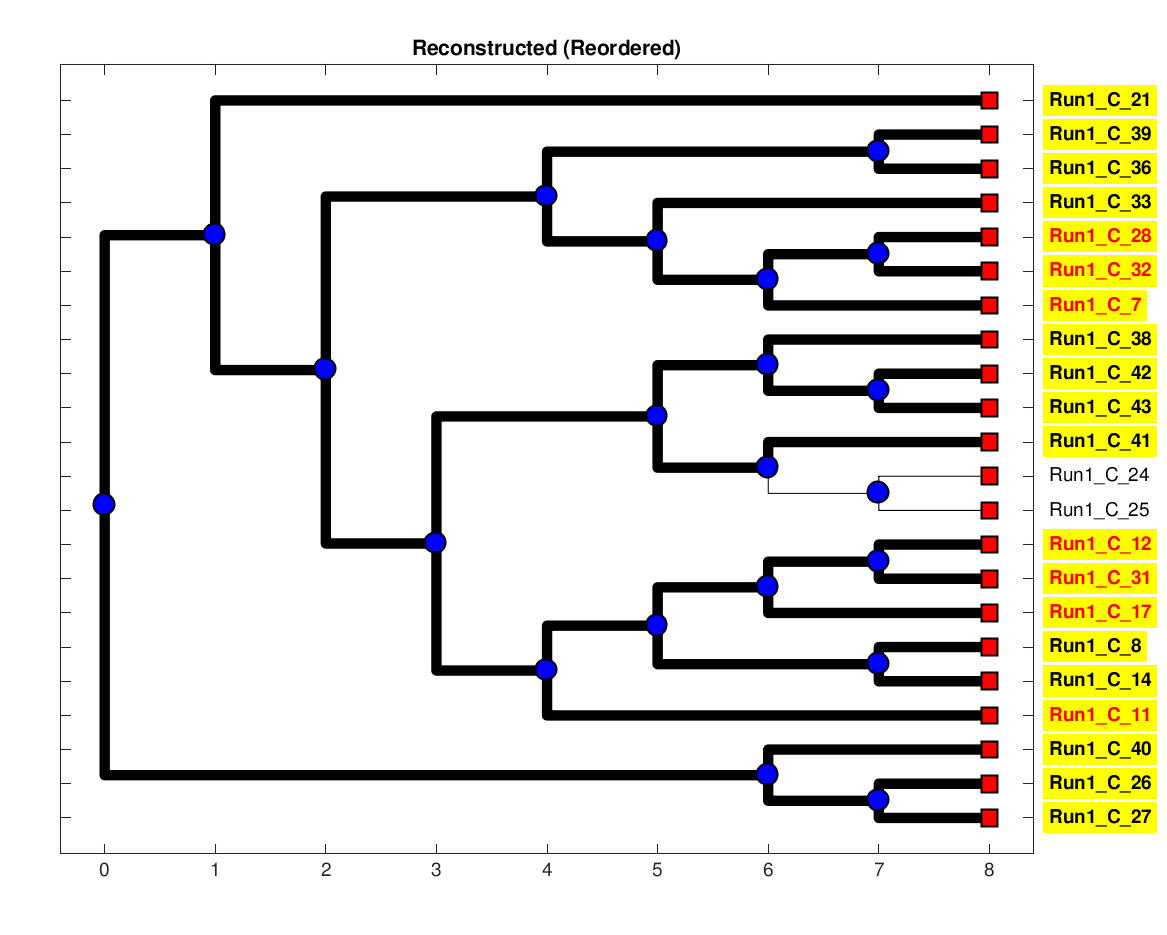 Reconstructed (Reordered)
Run1_C_21
Run1_C_39
Run1_C_36
Run1_C_33
Run1_C_28
Run1_C_32
Run1_C_7
Run1_C_38
Run1_C_42
Run1_C_43
Run1_C_41
Run1_C_24
Run1_C_25
Run1_C_12
Run1_C_31
Run1_C_17
Run1_C_8
Run1_C_14
Run1_C_11
Run1_C_40
Run1_C_26
Run1_C_27
0 1 2 3 4 5 6 7 8